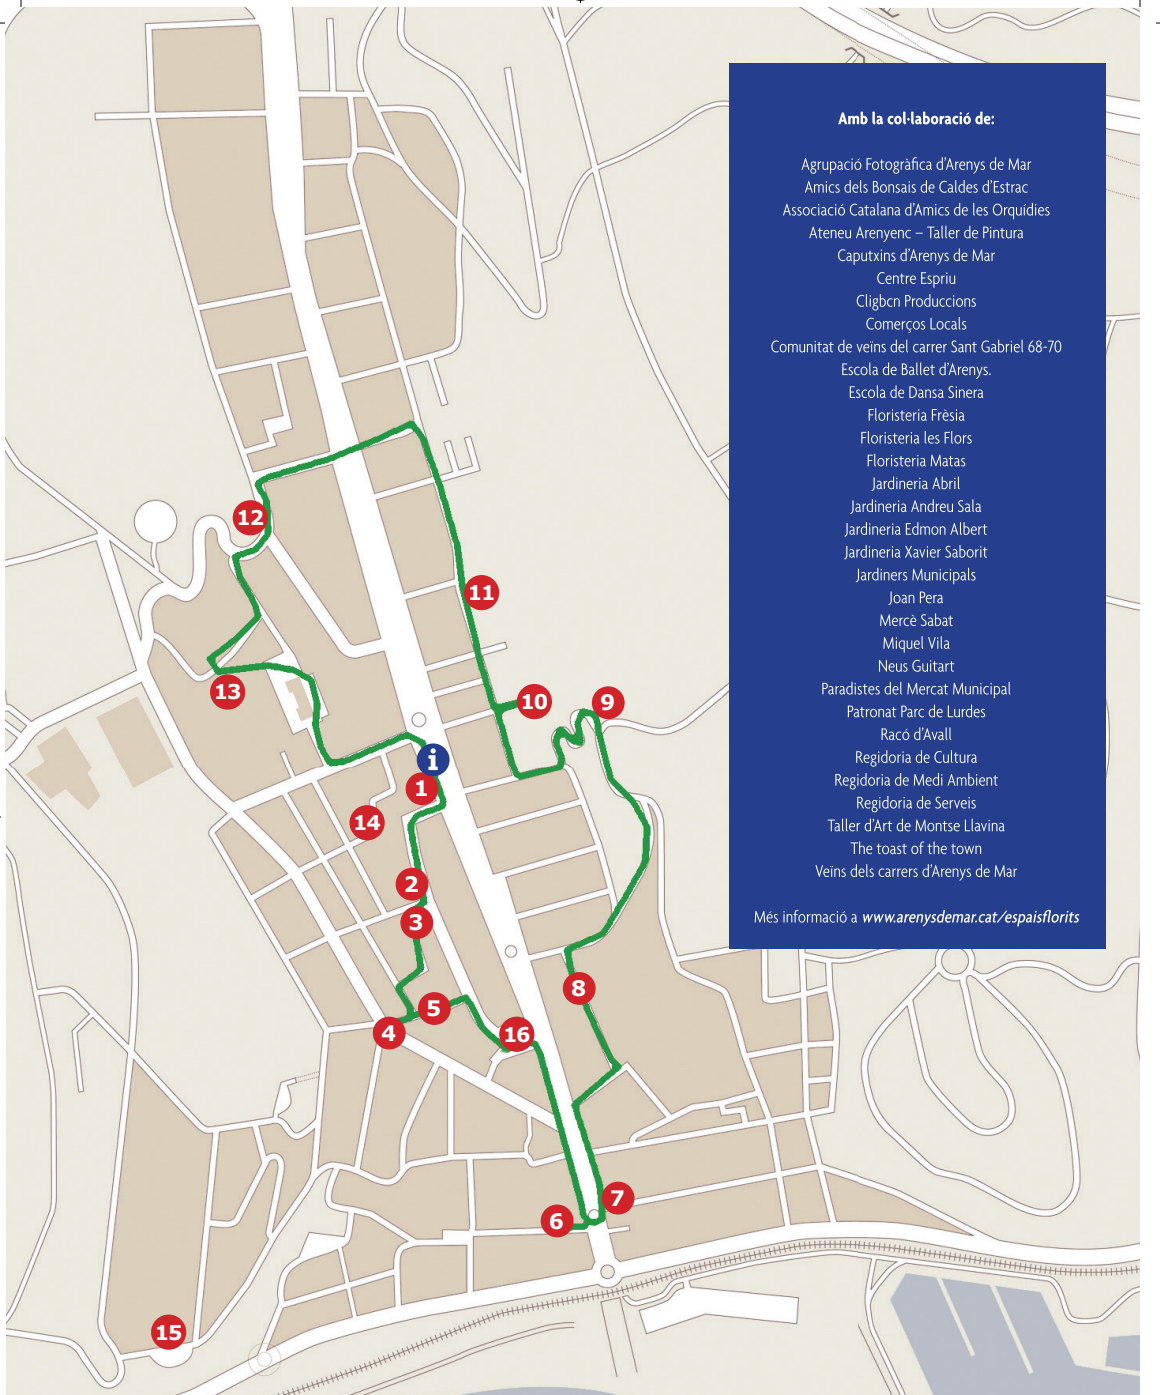 Amb la col·laboració de:
Agrupació Fotogràfica d'Arenys de Mar
Amics dels Bonsais de Caldes d'Estrac
Associació Catalana d'Amics de les Orquídies
Ateneu Arenyenc – Taller de Pintura
Caputxins d'Arenys de Mar
Centre Espriu
Cligbcn Produccions
Comerços Locals
Comunitat de veïns del carrer Sant Gabriel 68-70
Escola de Ballet d'Arenys.
Escola de Dansa Sinera
Floristeria Frèsia
Floristeria les Flors
Floristeria Matas
Jardineria Abril
Jardineria Andreu Sala
Jardineria Edmon Albert
Jardineria Xavier Saborit
Jardiners Municipals
Joan Pera
Mercè Sabat
Miquel Vila
Neus Guitart
Paradistes del Mercat Municipal
Patronat Parc de Lurdes
Racó d'Avall
Regidoria de Cultura
Regidoria de Medi Ambient
Regidoria de Serveis
Taller d'Art de Montse Llavina
The toast of the town
Veïns dels carrers d'Arenys de Mar
Més informació a www.arenysdemar.cat/espaisflorits
12
11
13
10
9
i
1
14
2
3
8
5
4
16
7
6
15